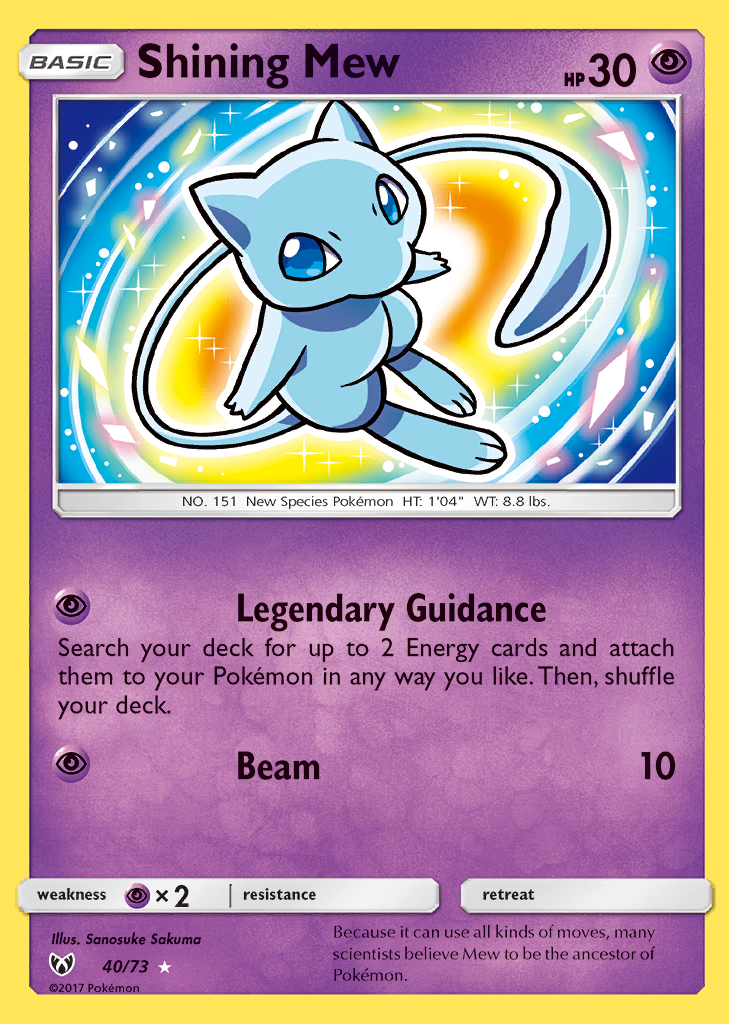 BASIC Shining Mew HP 30
NO. 151 New Species Pokémon HT: 1'04" WT: 8.8 lbs.
Legendary Guidance
Search your deck for up to 2 Energy cards and attach
them to your Pokémon in any way you like. Then, shuffle
your deck.
Beam 10
weakness × 2 resistance retreat
Illus. Sanosuke Sakuma
40/73
©2017 Pokémon
Because it can use all kinds of moves, many
scientists believe Mew to be the ancestor of
Pokémon.